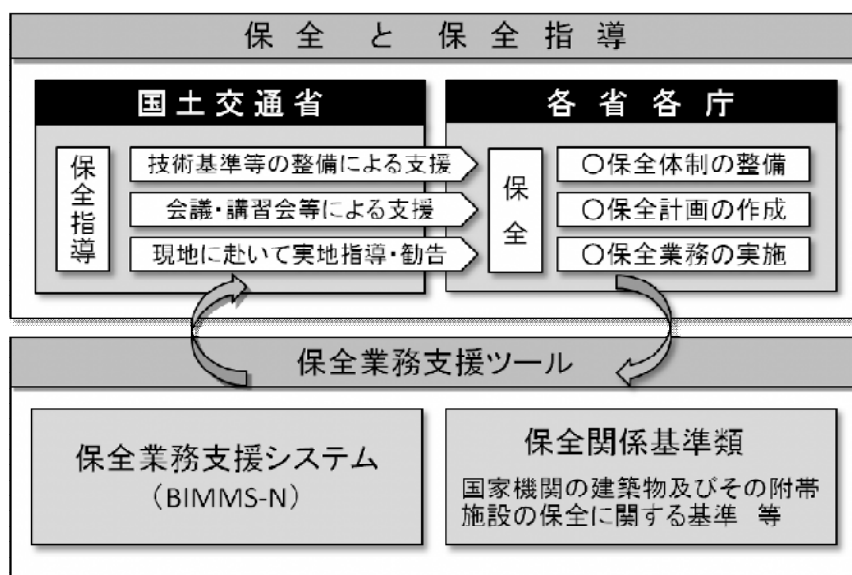 保全と保全指導
国土交通省
保全指導
技術基準等の整備による支援
会議・講習会等による支援
現地に赴いて実地指導・勧告
各省各庁
保全
〇保全体制の整備
〇保全計画の作成
〇保全業務の実施
保全業務支援ツール
保全業務支援システム
（BIMMS-N）
保全関係基準類
国家機関の建築物及びその附帯
施設の保全に関する基準　等